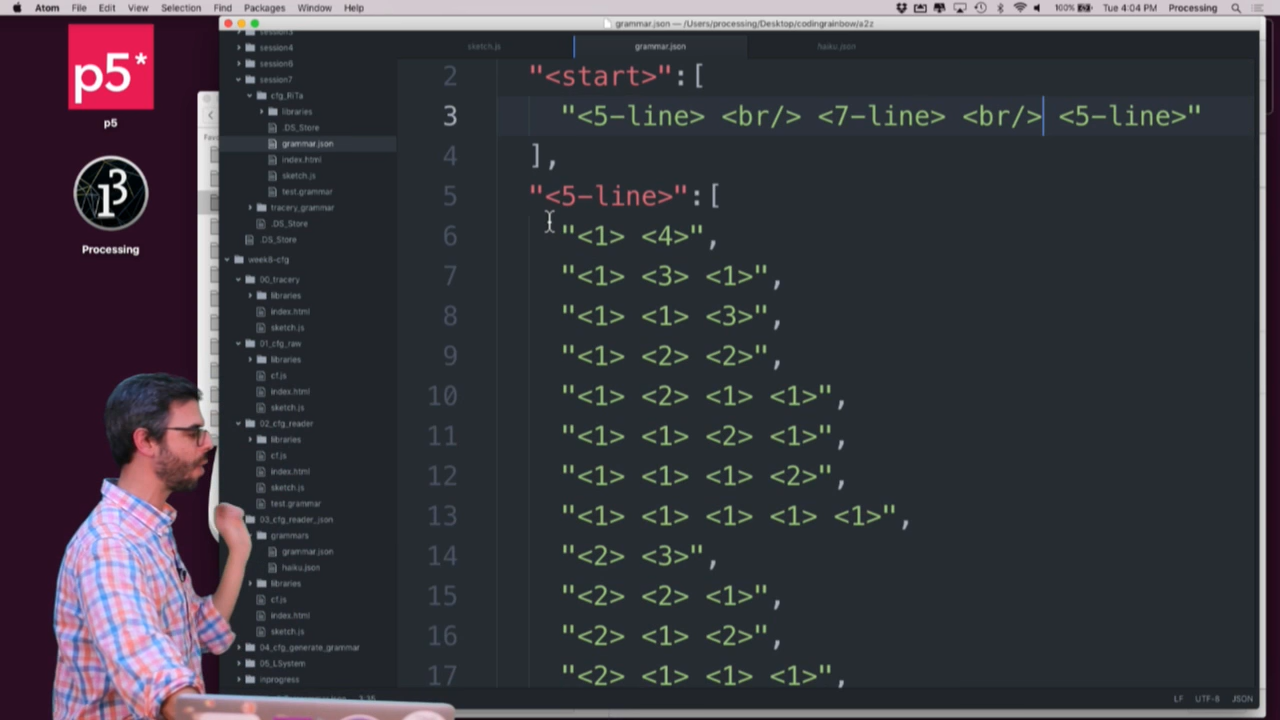 Atom File Edit View Selection Find Packages Window Help 100% Tue 4:04 PM Processing
grammar.json — /Users/processing/Desktop/codingrainbow/a2z
sketch.js grammar.json haiku.json
p5*
p5
Processing
session3
session4
session6
session7
cfg_RiTa
libraries
.DS_Store
grammar.json
index.html
sketch.js
test.grammar
tracery_grammar
.DS_Store
.DS_Store
week8-cfg
00_tracery
libraries
index.html
sketch.js
01_cfg_raw
libraries
cf.js
index.html
sketch.js
02_cfg_reader
libraries
cf.js
index.html
sketch.js
test.grammar
03_cfg_reader_json
grammars
grammar.json
haiku.json
libraries
cf.js
index.html
sketch.js
04_cfg_generate_grammar
05_LSystem
inprogress
2 "<start>":[
3 "<5-line> <br/> <7-line> <br/> <5-line>"
4 ],
5 "<5-line>":[
6 "<1> <4>",
7 "<1> <3> <1>",
8 "<1> <1> <3>",
9 "<1> <2> <2>",
10 "<1> <2> <1> <1>",
11 "<1> <1> <2> <1>",
12 "<1> <1> <1> <2>",
13 "<1> <1> <1> <1> <1>",
14 "<2> <3>",
15 "<2> <2> <1>",
16 "<2> <1> <2>",
17 "<2> <1> <1> <1>",
LF UTF-8 JSON